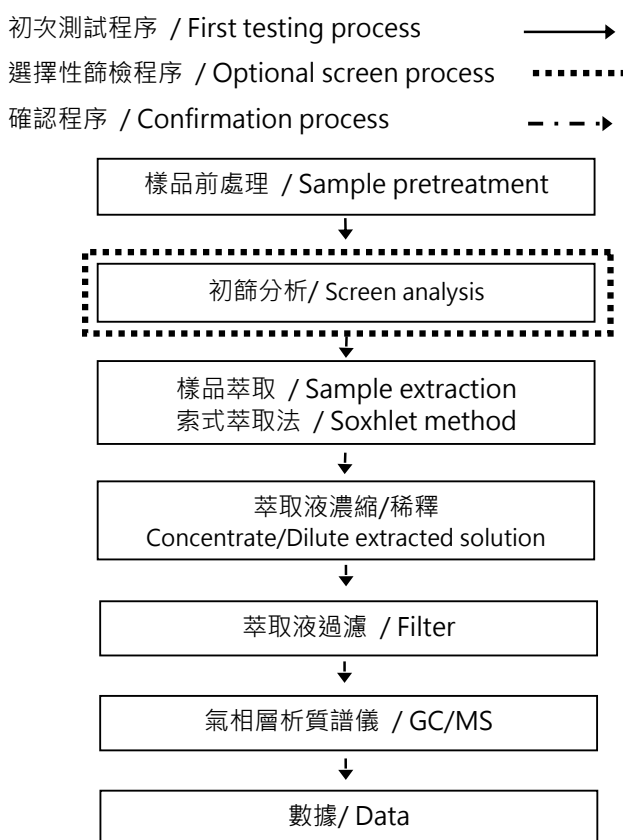 初次測試程序 / First testing process
選擇性篩檢程序 / Optional screen process
確認程序 / Confirmation process
樣品前處理 / Sample pretreatment
初篩分析/ Screen analysis
樣品萃取 / Sample extraction
索式萃取法 / Soxhlet method
萃取液濃縮/稀釋
Concentrate/Dilute extracted solution
萃取液過濾 / Filter
氣相層析質譜儀 / GC/MS
數據/ Data